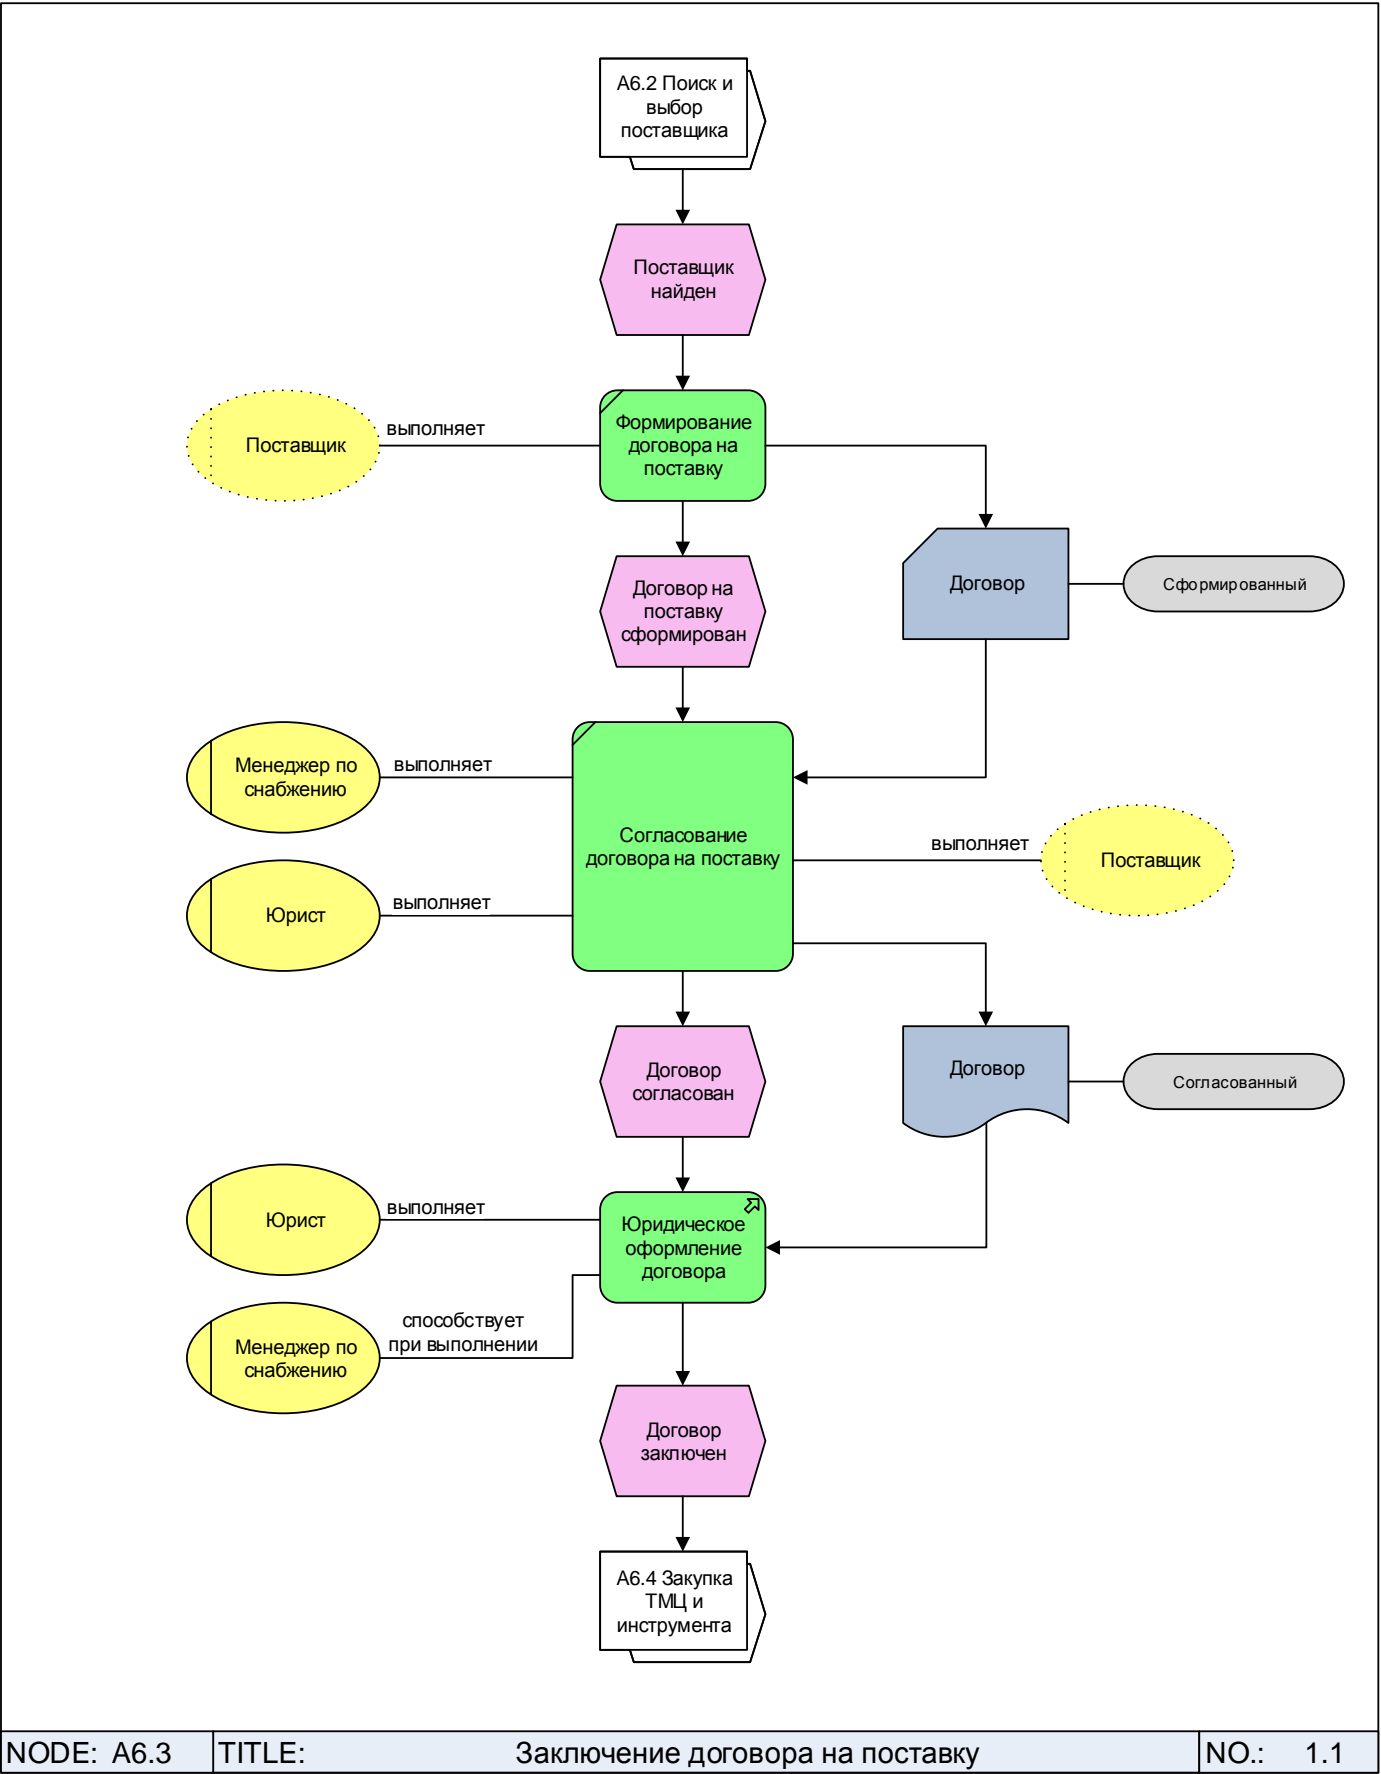 А6.2 Поиск и
выбор
поставщика
Поставщик
найден
Поставщик
выполняет
Формирование
договора на
поставку
Договор на
поставку
сформирован
Договор
Сформированный
Менеджер по
снабжению
выполняет
Юрист
выполняет
Согласование
договора на поставку
выполняет
Поставщик
Договор
согласован
Договор
Согласованный
Юрист
выполняет
Юридическое
оформление
договора
Менеджер по
снабжению
способствует
при выполнении
Договор
заключен
А6.4 Закупка
ТМЦ и
инструмента
NODE: А6.3 TITLE: Заключение договора на поставку NO.: 1.1